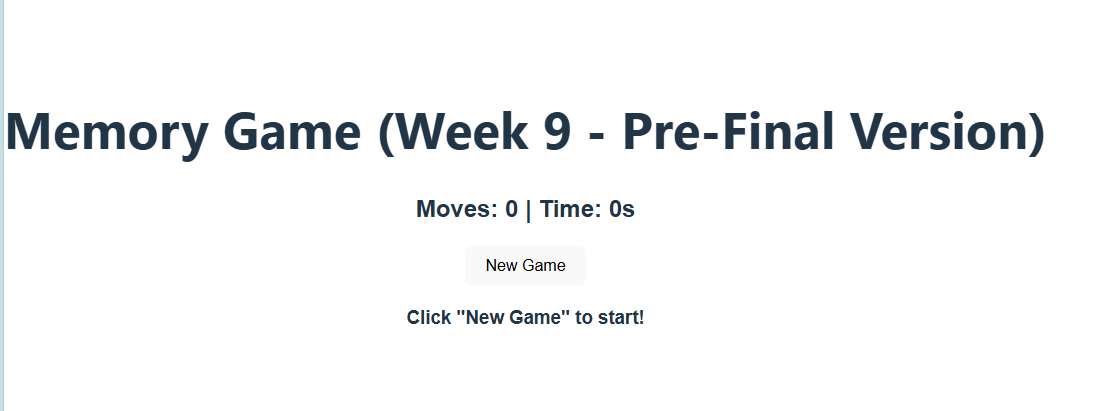 Memory Game (Week 9 - Pre-Final Version)
Moves: 0 | Time: 0s
New Game
Click "New Game" to start!